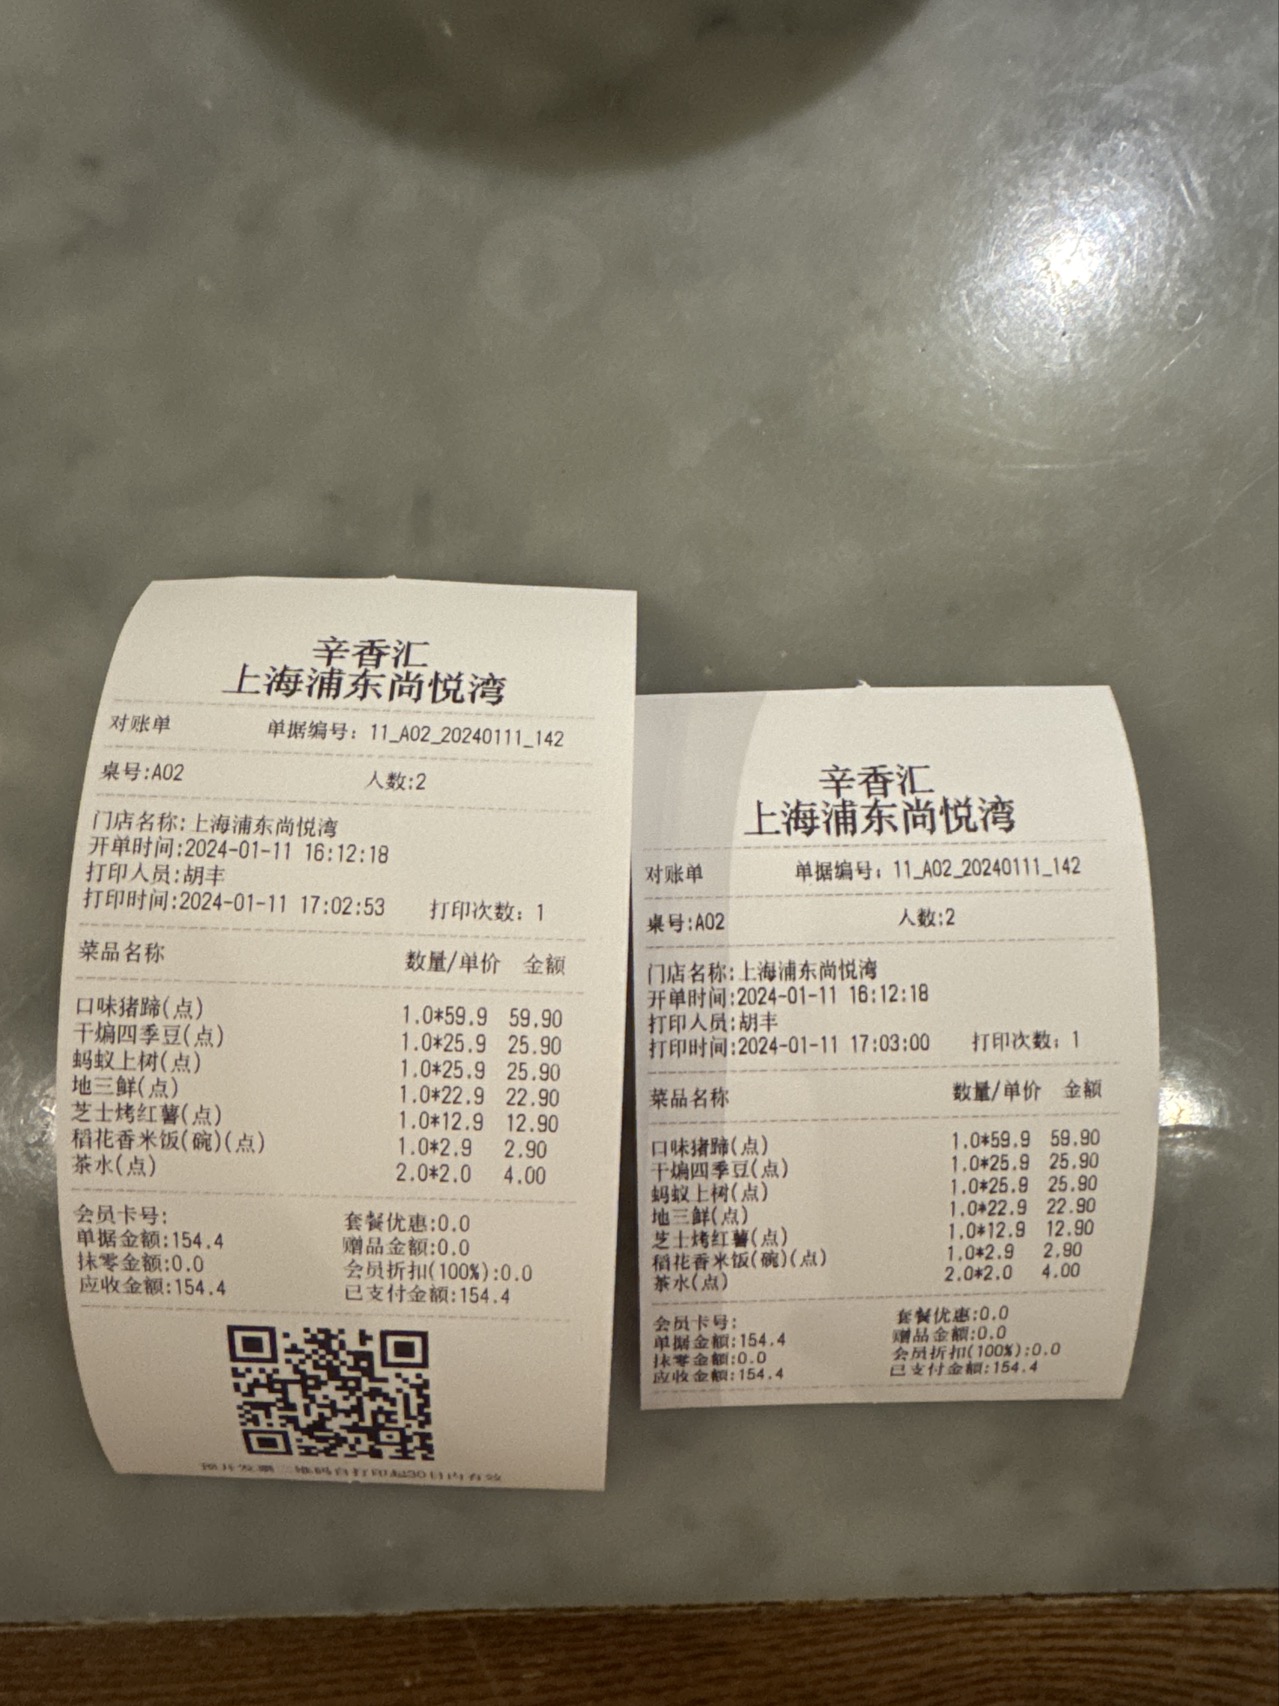 辛香汇
上海浦东尚悦湾
对账单 单据编号：11_A02_20240111_142
桌号:A02 人数:2
门店名称:上海浦东尚悦湾
开单时间:2024-01-11 16:12:18
打印人员:胡丰
打印时间:2024-01-11 17:02:53 打印次数：1
菜品名称 数量/单价 金额
口味猪蹄(点) 1.0*59.9 59.90
干煸四季豆(点) 1.0*25.9 25.90
蚂蚁上树(点) 1.0*25.9 25.90
地三鲜(点) 1.0*22.9 22.90
芝士烤红薯(点) 1.0*12.9 12.90
稻花香米饭(碗)(点) 1.0*2.9 2.90
茶水(点) 2.0*2.0 4.00
会员卡号: 套餐优惠:0.0
单据金额:154.4 赠品金额:0.0
抹零金额:0.0 会员折扣(100%):0.0
应收金额:154.4 已支付金额:154.4
预开发票二维码自打印起30日内有效
辛香汇
上海浦东尚悦湾
对账单 单据编号：11_A02_20240111_142
桌号:A02 人数:2
门店名称:上海浦东尚悦湾
开单时间:2024-01-11 16:12:18
打印人员:胡丰
打印时间:2024-01-11 17:03:00 打印次数：1
菜品名称 数量/单价 金额
口味猪蹄(点) 1.0*59.9 59.90
干煸四季豆(点) 1.0*25.9 25.90
蚂蚁上树(点) 1.0*25.9 25.90
地三鲜(点) 1.0*22.9 22.90
芝士烤红薯(点) 1.0*12.9 12.90
稻花香米饭(碗)(点) 1.0*2.9 2.90
茶水(点) 2.0*2.0 4.00
会员卡号: 套餐优惠:0.0
单据金额:154.4 赠品金额:0.0
抹零金额:0.0 会员折扣(100%):0.0
应收金额:154.4 已支付金额:154.4